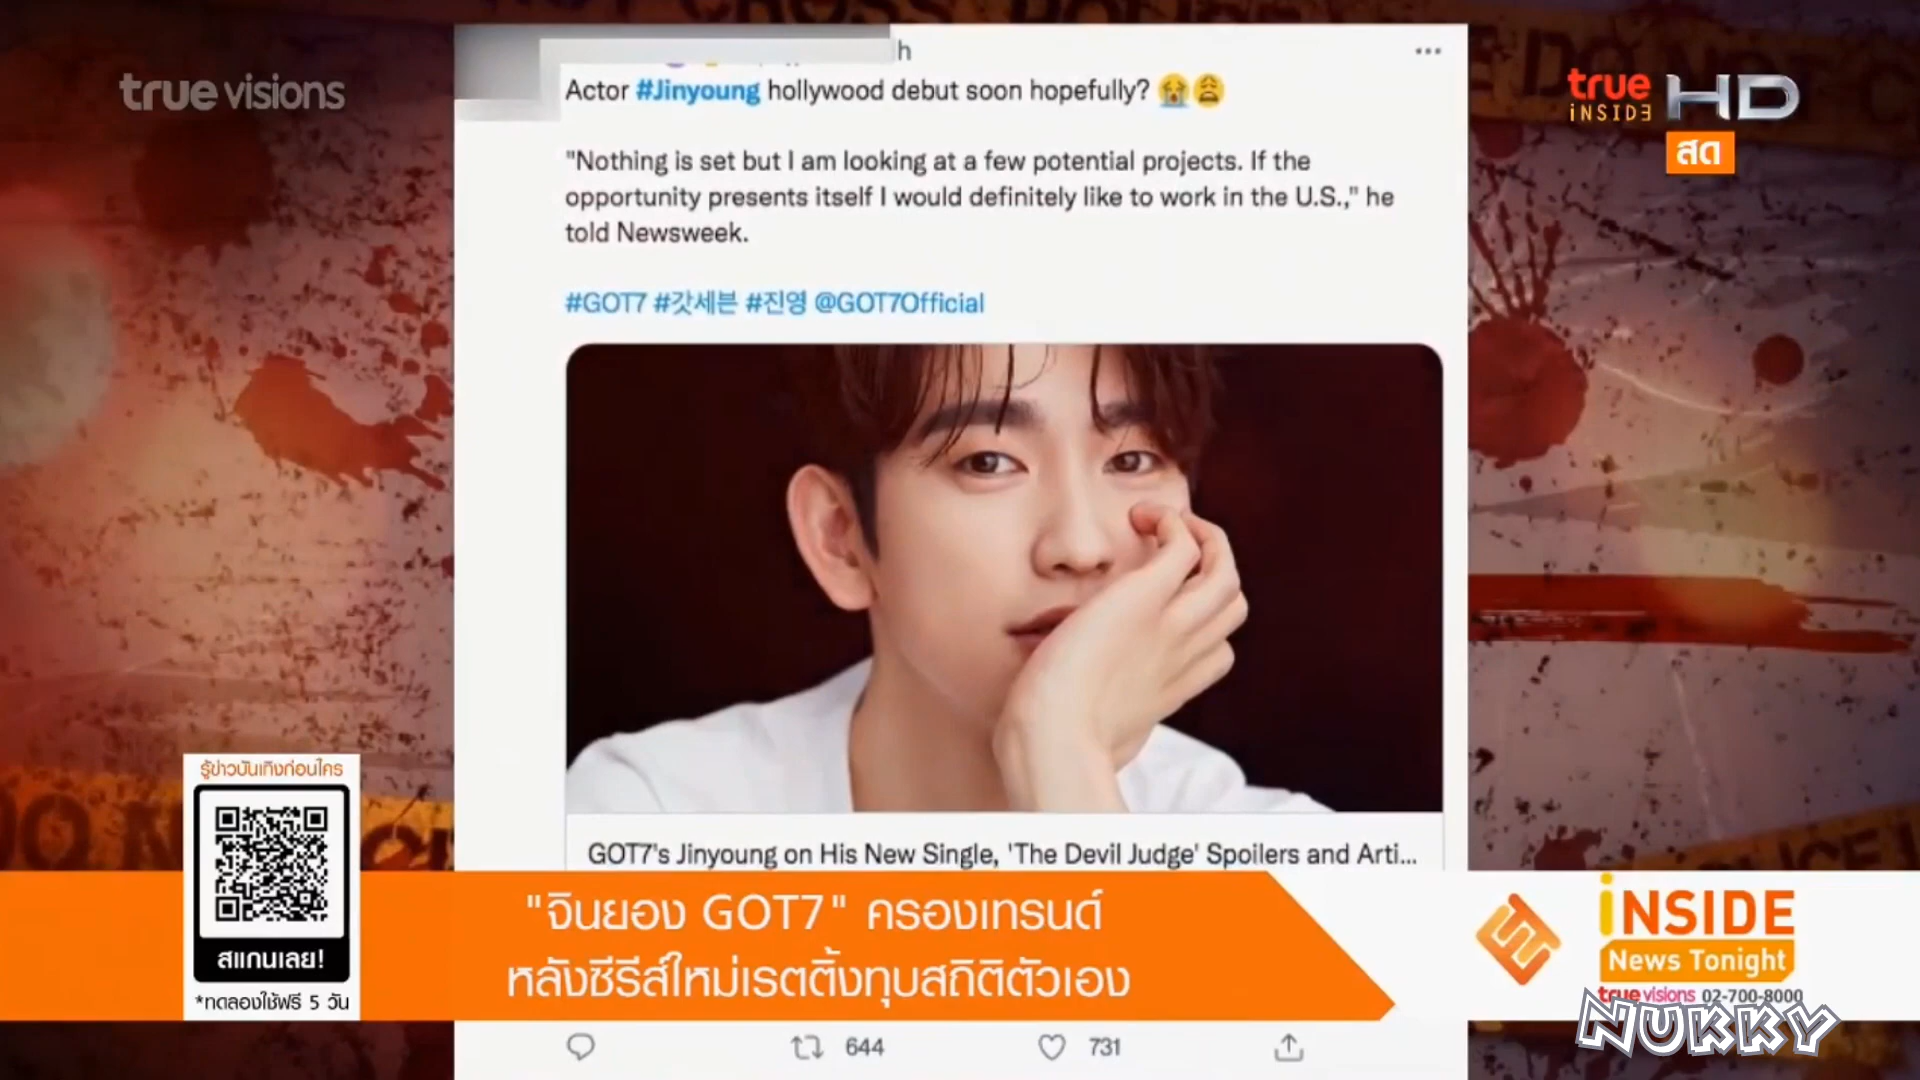 true visions
true
iNSIDE
HD
สด
h
Actor #Jinyoung hollywood debut soon hopefully? 😭😩
"Nothing is set but I am looking at a few potential projects. If the
opportunity presents itself I would definitely like to work in the U.S.," he
told Newsweek.
#GOT7 #갓세븐 #진영 @GOT7Official
GOT7's Jinyoung on His New Single, 'The Devil Judge' Spoilers and Arti...
รู้ข่าวบันเทิงก่อนใคร
สแกนเลย!
*ทดลองใช้ฟรี 5 วัน
"จินยอง GOT7" ครองเทรนด์
หลังซีรีส์ใหม่เรตติ้งทุบสถิติตัวเอง
iNSIDE
News Tonight
true visions 02-700-8000
NUKKY
644
731